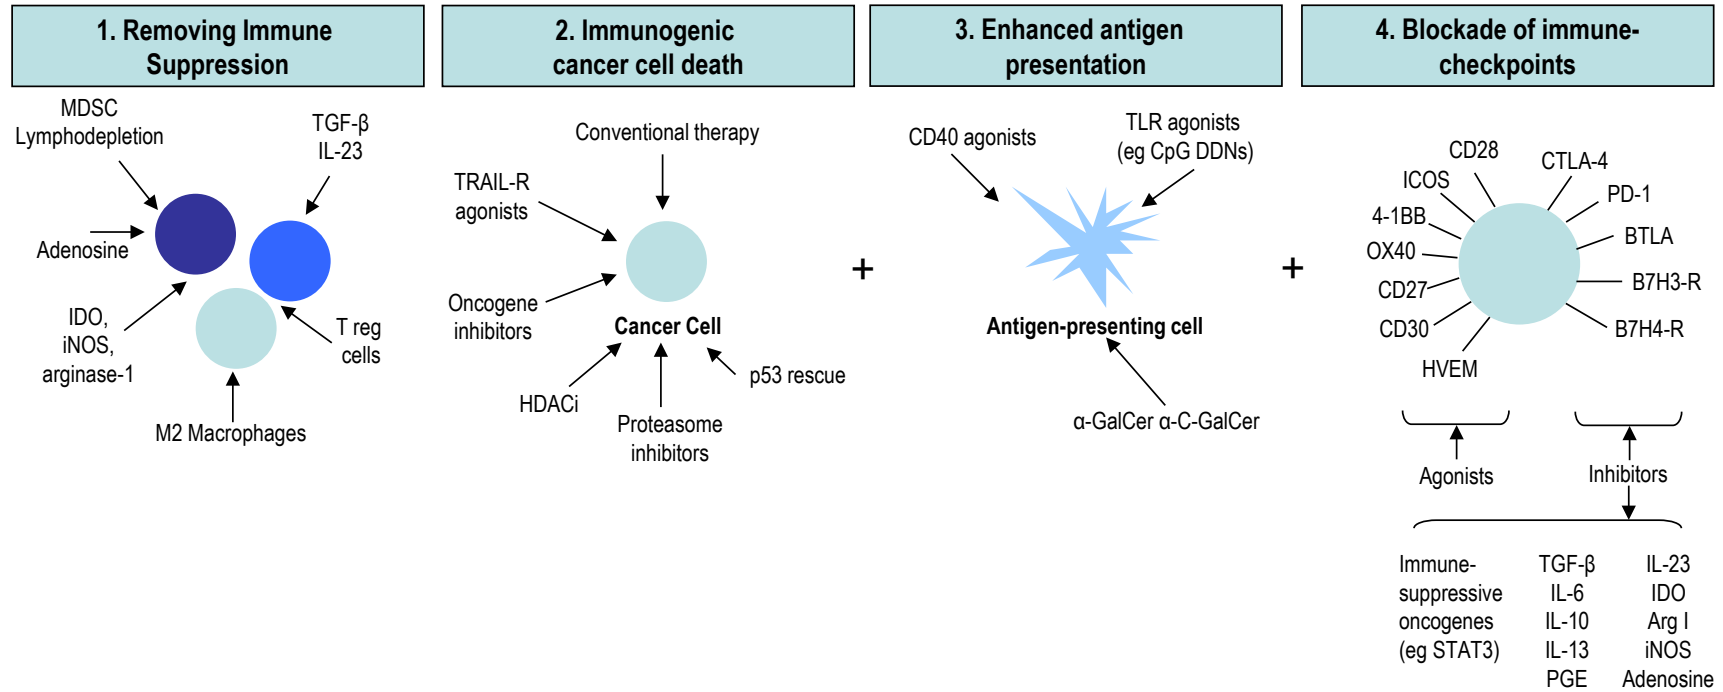 1. Removing Immune
Suppression
MDSC
Lymphodepletion
TGF-β
IL-23
Adenosine
IDO,
iNOS,
arginase-1
T reg
cells
M2 Macrophages
2. Immunogenic
cancer cell death
Conventional therapy
TRAIL-R
agonists
Oncogene
inhibitors
Cancer Cell
HDACi
Proteasome
inhibitors
p53 rescue
+
3. Enhanced antigen
presentation
CD40 agonists
TLR agonists
(eg CpG DDNs)
Antigen-presenting cell
α-GalCer α-C-GalCer
+
4. Blockade of immune-
checkpoints
CD28
ICOS
4-1BB
OX40
CD27
CD30
HVEM
CTLA-4
PD-1
BTLA
B7H3-R
B7H4-R
Agonists
Inhibitors
Immune-
suppressive
oncogenes
(eg STAT3)
TGF-β
IL-6
IL-10
IL-13
PGE
IL-23
IDO
Arg I
iNOS
Adenosine